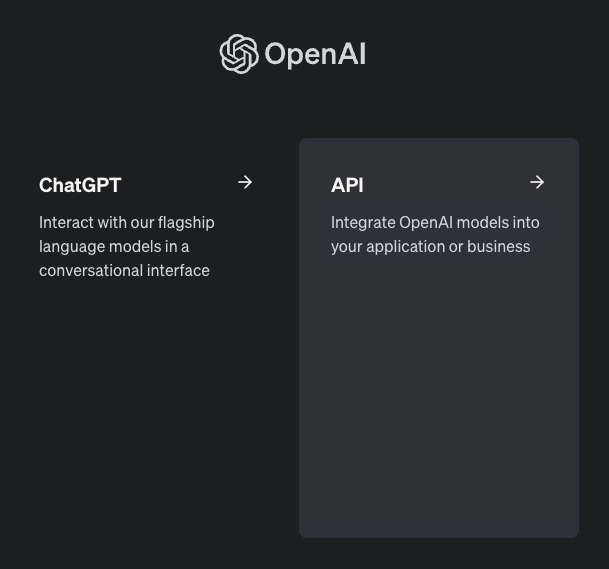 OpenAI
ChatGPT
Interact with our flagship
language models in a
conversational interface
API
Integrate OpenAI models into
your application or business